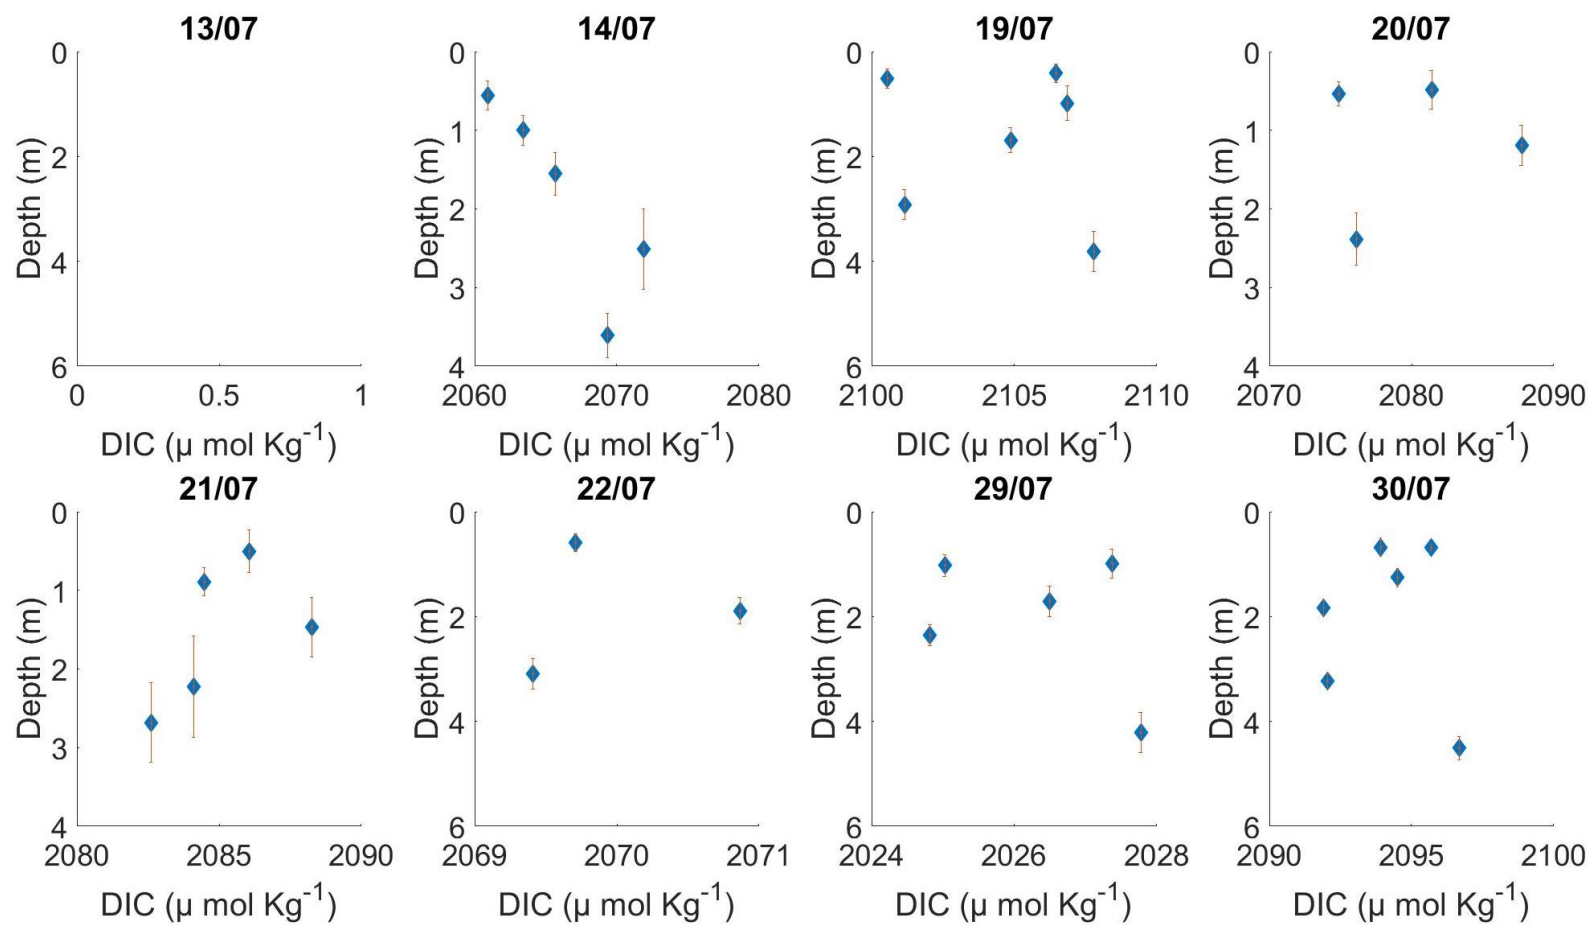 13/07
14/07
19/07
20/07
0
2
4
6
Depth (m)
0 0.5 1
DIC (µ mol Kg⁻¹)
0
1
2
3
4
Depth (m)
2060 2070 2080
DIC (µ mol Kg⁻¹)
0
2
4
6
Depth (m)
2100 2105 2110
DIC (µ mol Kg⁻¹)
0
1
2
3
4
Depth (m)
2070 2080 2090
DIC (µ mol Kg⁻¹)
21/07
22/07
29/07
30/07
0
1
2
3
4
Depth (m)
2080 2085 2090
DIC (µ mol Kg⁻¹)
0
2
4
6
Depth (m)
2069 2070 2071
DIC (µ mol Kg⁻¹)
0
2
4
6
Depth (m)
2024 2026 2028
DIC (µ mol Kg⁻¹)
0
2
4
6
Depth (m)
2090 2095 2100
DIC (µ mol Kg⁻¹)